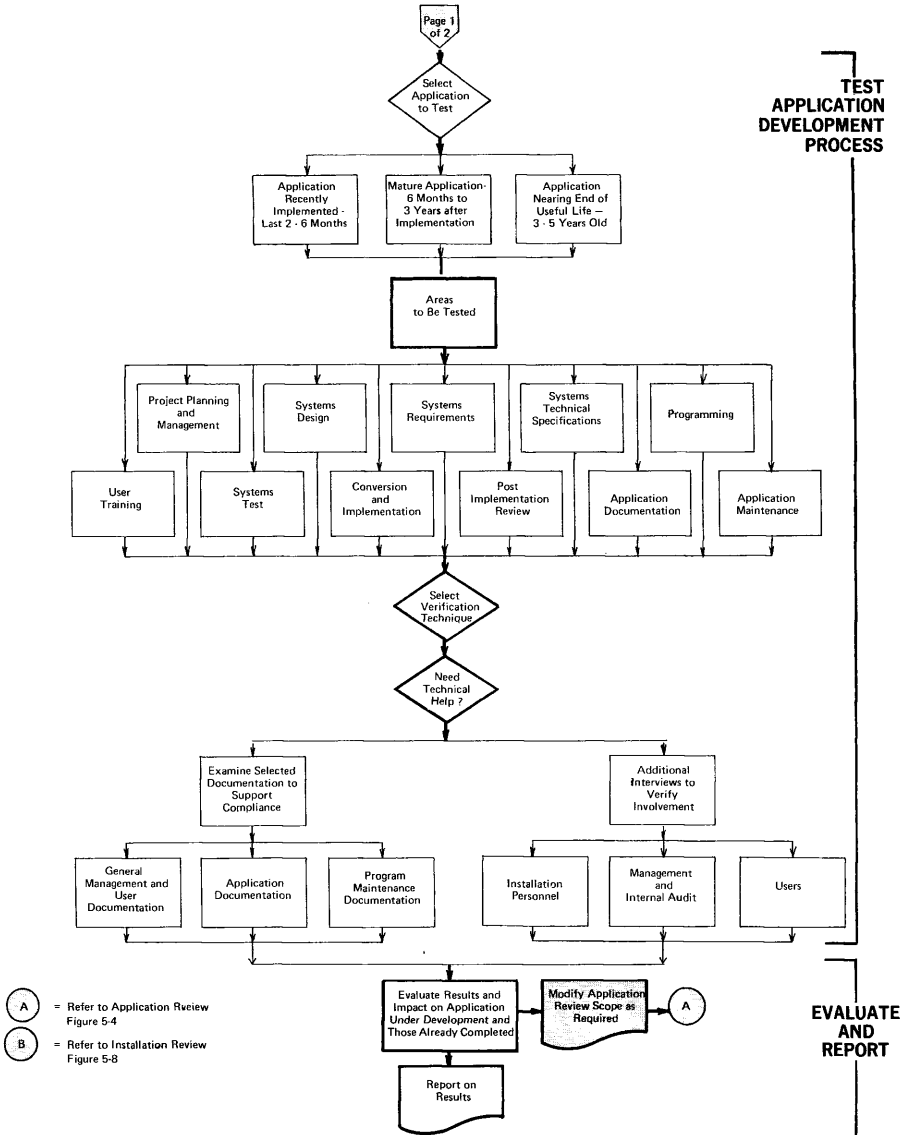 Page 1
of 2
TEST
APPLICATION
DEVELOPMENT
PROCESS
Select
Application
to Test
Application
Recently
Implemented -
Last 2 - 6 Months
Mature Application-
6 Months to
3 Years after
Implementation
Application
Nearing End of
Useful Life —
3 - 5 Years Old
Areas
to Be Tested
Project Planning
and
Management
Systems
Design
Systems
Requirements
Systems
Technical
Specifications
Programming
User
Training
Systems
Test
Conversion
and
Implementation
Post
Implementation
Review
Application
Documentation
Application
Maintenance
Select
Verification
Technique
Need
Technical
Help ?
Examine Selected
Documentation to
Support
Compliance
Additional
Interviews to
Verify
Involvement
General
Management and
User
Documentation
Application
Documentation
Program
Maintenance
Documentation
Installation
Personnel
Management
and
Internal Audit
Users
A = Refer to Application Review
Figure 5-4
B = Refer to Installation Review
Figure 5-8
Evaluate Results and
Impact on Application
Under Development and
Those Already Completed
Modify Application
Review Scope as
Required
A
EVALUATE
AND
REPORT
Report on
Results